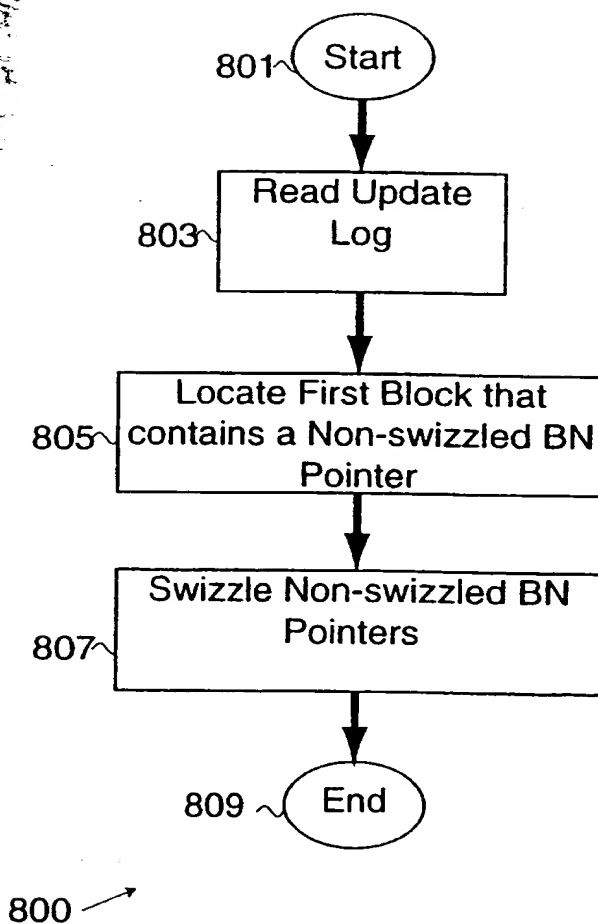 801
Start
Read Update
803
Log
Locate First Block that
805
contains a Non-swizzled BN
Pointer
Swizzle Non-swizzled BN
Pointers
807
809
End
800